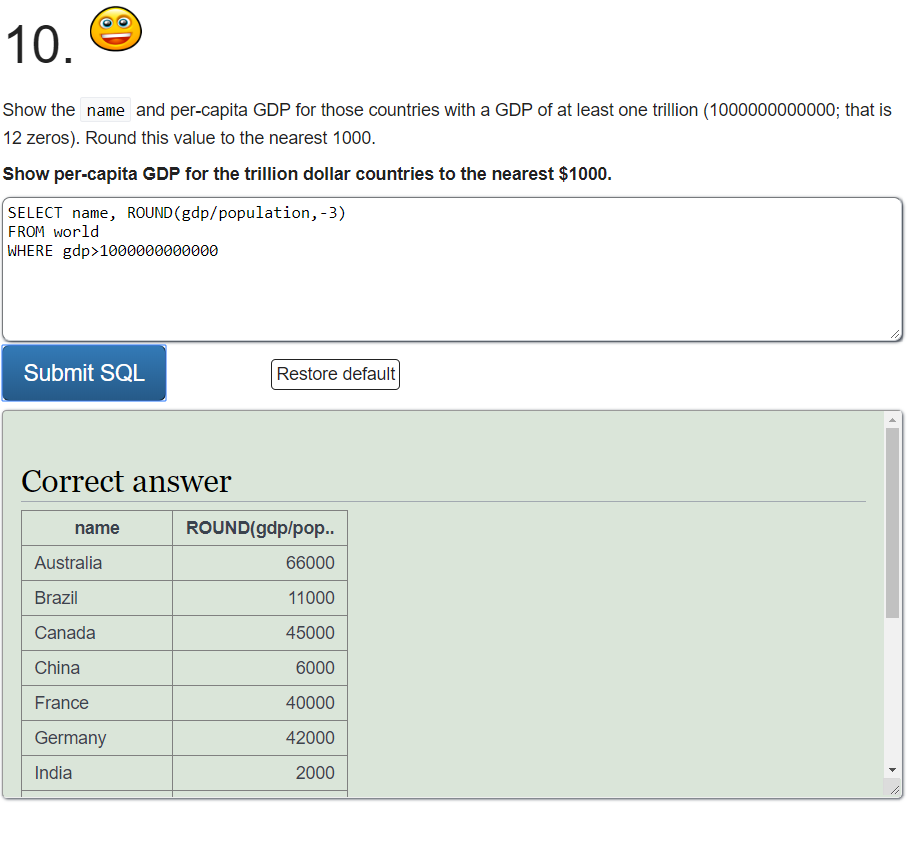 10.
Show the name and per-capita GDP for those countries with a GDP of at least one trillion (1000000000000; that is
12 zeros). Round this value to the nearest 1000.
Show per-capita GDP for the trillion dollar countries to the nearest $1000.
SELECT name, ROUND(gdp/population,-3)
FROM world
WHERE gdp>1000000000000
Submit SQL Restore default
Correct answer
name ROUND(gdp/pop..
Australia 66000
Brazil 11000
Canada 45000
China 6000
France 40000
Germany 42000
India 2000